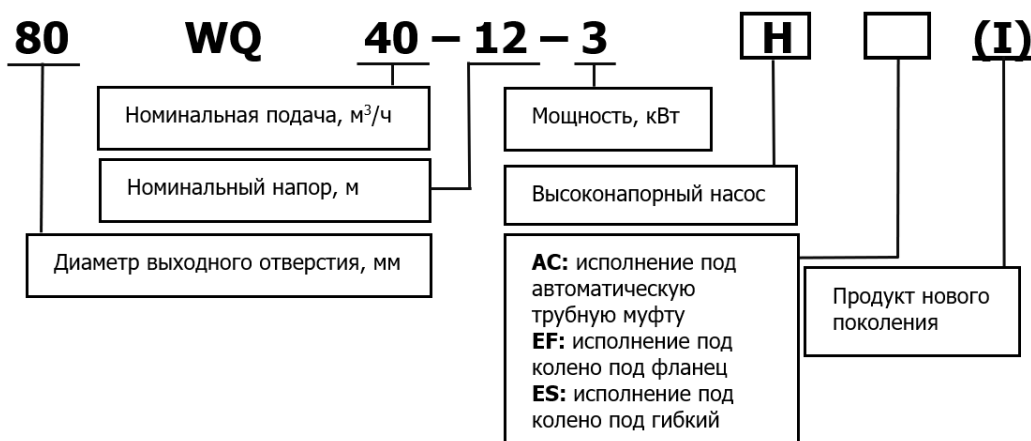 80 WQ 40 – 12 – 3 H (I)
Номинальная подача, м³/ч
Мощность, кВт
Номинальный напор, м
Высоконапорный насос
Диаметр выходного отверстия, мм
AC: исполнение под
автоматическую
трубную муфту
EF: исполнение под
колено под фланец
ES: исполнение под
колено под гибкий
Продукт нового
поколения